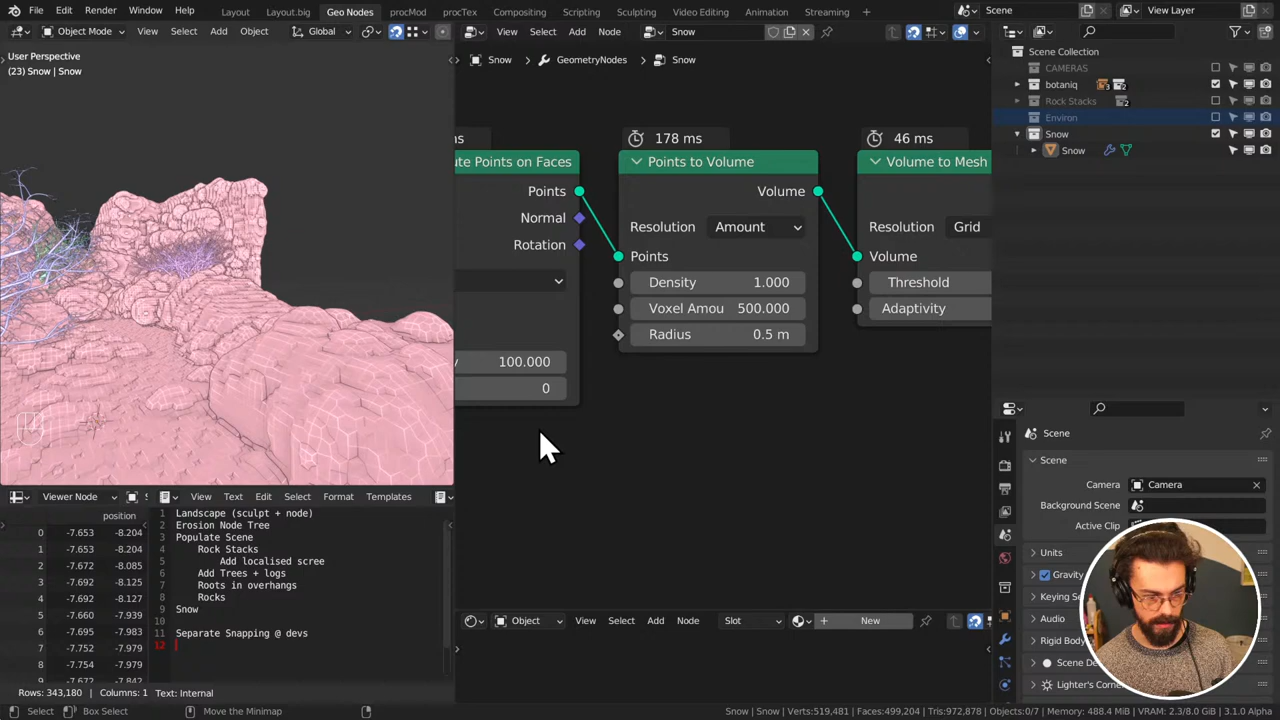 File Edit Render Window Help Layout Layout.big Geo Nodes procMod procTex Compositing Scripting Sculpting Video Editing Animation Streaming + Scene View Layer
Object Mode View Select Add Object Global View Select Add Node Snow
User Perspective
(23) Snow | Snow
Snow > GeometryNodes > Snow
Scene Collection
CAMERAS
botaniq 3 2
Rock Stacks 2
Environ
Snow
Snow
ms 178 ms 46 ms
ute Points on Faces Points to Volume Volume to Mesh
Points Volume
Normal Resolution Amount Resolution Grid
Rotation Points Volume
Density 1.000 Threshold
Voxel Amou 500.000 Adaptivity
Radius 0.5 m
y 100.000
0
Scene
Scene
Camera Camera
Background Scene
Active Clip
Units
Gravity
Keying Se
Audio
Rigid Body
Scene De
Lighter's Corne
Viewer Node View Text Edit Select Format Templates
position
0 -7.653 -8.204
1 -7.653 -8.204
2 -7.672 -8.085
3 -7.692 -8.125
4 -7.692 -8.127
5 -7.660 -7.939
6 -7.695 -7.983
7 -7.752 -7.979
8 -7.754 -7.979
9 -7.672 -7.842
Rows: 343,180 | Columns: 1
1 Landscape (sculpt + node)
2 Erosion Node Tree
3 Populate Scene
4 Rock Stacks
5 Add localised scree
6 Add Trees + logs
7 Roots in overhangs
8 Rocks
9 Snow
10
11 Separate Snapping @ devs
12
Text: Internal
Object View Select Add Node Slot + New
Select Box Select Move the Minimap Snow | Snow | Verts:519,481 | Faces:499,204 | Tris:972,878 | Objects:0/7 | Memory: 488.4 MiB | VRAM: 2.3/8.0 GiB | 3.1.0 Alpha